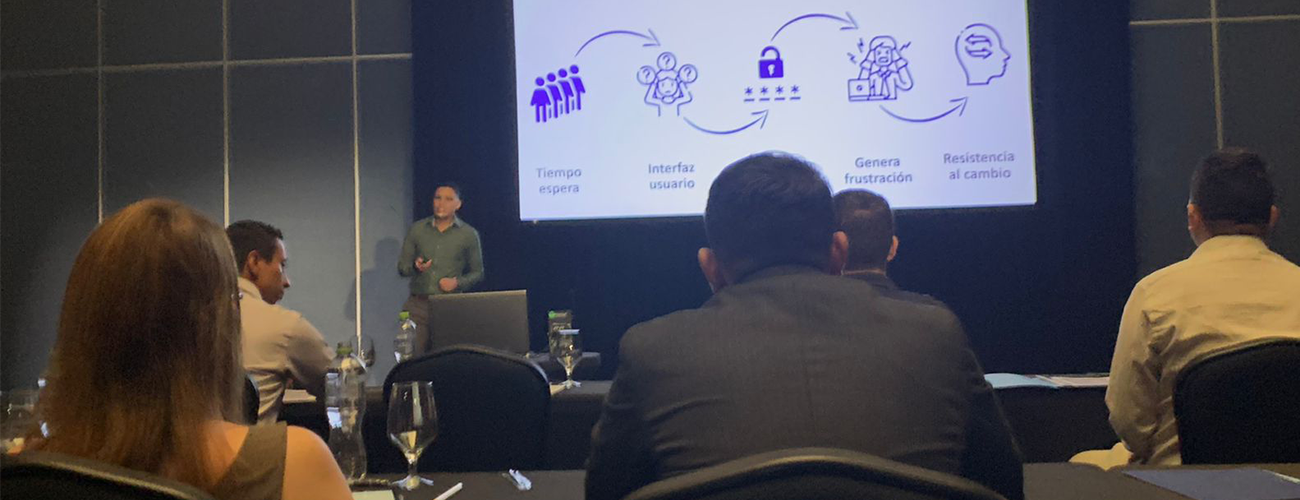 Tiempo
espera
Interfaz
usuario
* * * *
Genera
frustración
Resistencia
al cambio